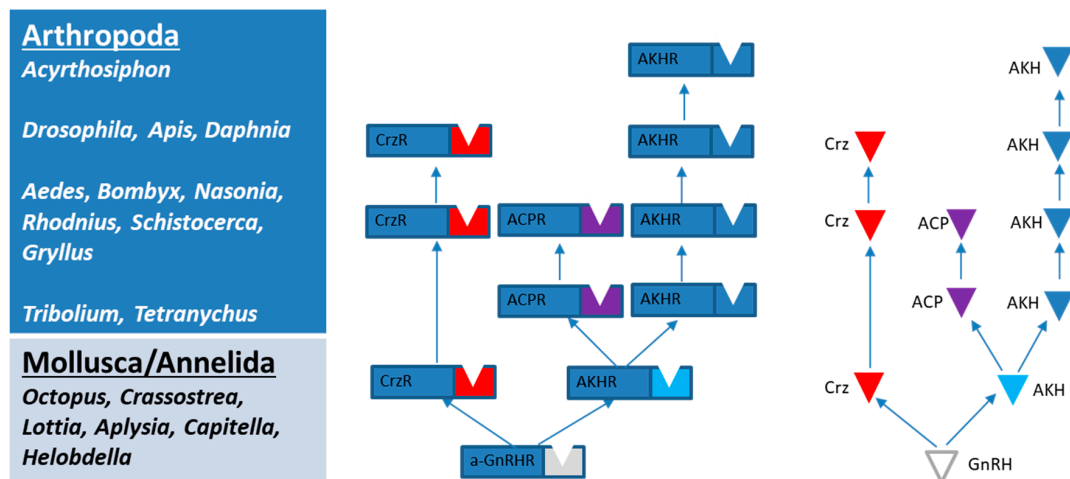 Arthropoda
Acyrthosiphon
Drosophila, Apis, Daphnia
Aedes, Bombyx, Nasonia,
Rhodnius, Schistocerca,
Gryllus
Tribolium, Tetranychus
Mollusca/Annelida
Octopus, Crassostrea,
Lottia, Aplysia, Capitella,
Helobdella
AKHR
CrzR
AKHR
CrzR
ACPR
AKHR
ACPR
AKHR
CrzR
AKHR
a-GnRHR
AKH
Crz
AKH
Crz
ACP
AKH
ACP
AKH
Crz
AKH
GnRH